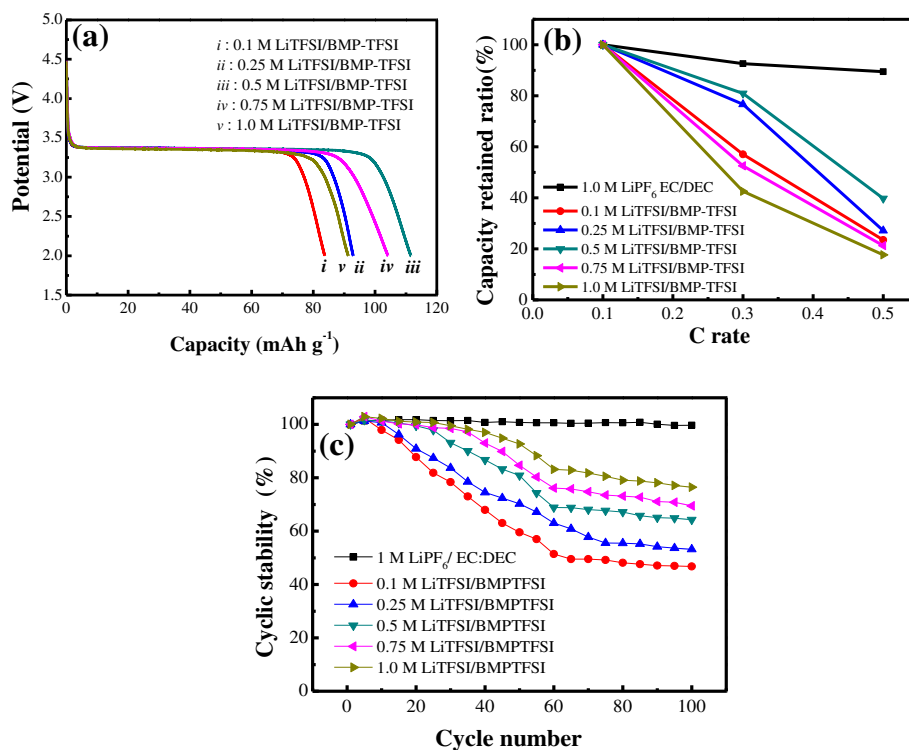 (a)
i : 0.1 M LiTFSI/BMP-TFSI
ii : 0.25 M LiTFSI/BMP-TFSI
iii : 0.5 M LiTFSI/BMP-TFSI
iv : 0.75 M LiTFSI/BMP-TFSI
v : 1.0 M LiTFSI/BMP-TFSI
Potential (V)
5.0
4.5
4.0
3.5
3.0
2.5
2.0
1.5
i v ii iv iii
0 20 40 60 80 100 120
Capacity (mAh g⁻¹)
(b)
Capacity retained ratio(%)
100
80
60
40
20
0
1.0 M LiPF₆ EC/DEC
0.1 M LiTFSI/BMP-TFSI
0.25 M LiTFSI/BMP-TFSI
0.5 M LiTFSI/BMP-TFSI
0.75 M LiTFSI/BMP-TFSI
1.0 M LiTFSI/BMP-TFSI
0.0 0.1 0.2 0.3 0.4 0.5
C rate
(c)
Cyclic stability (%)
100
80
60
40
20
0
1 M LiPF₆/ EC:DEC
0.1 M LiTFSI/BMPTFSI
0.25 M LiTFSI/BMPTFSI
0.5 M LiTFSI/BMPTFSI
0.75 M LiTFSI/BMPTFSI
1.0 M LiTFSI/BMPTFSI
0 20 40 60 80 100
Cycle number